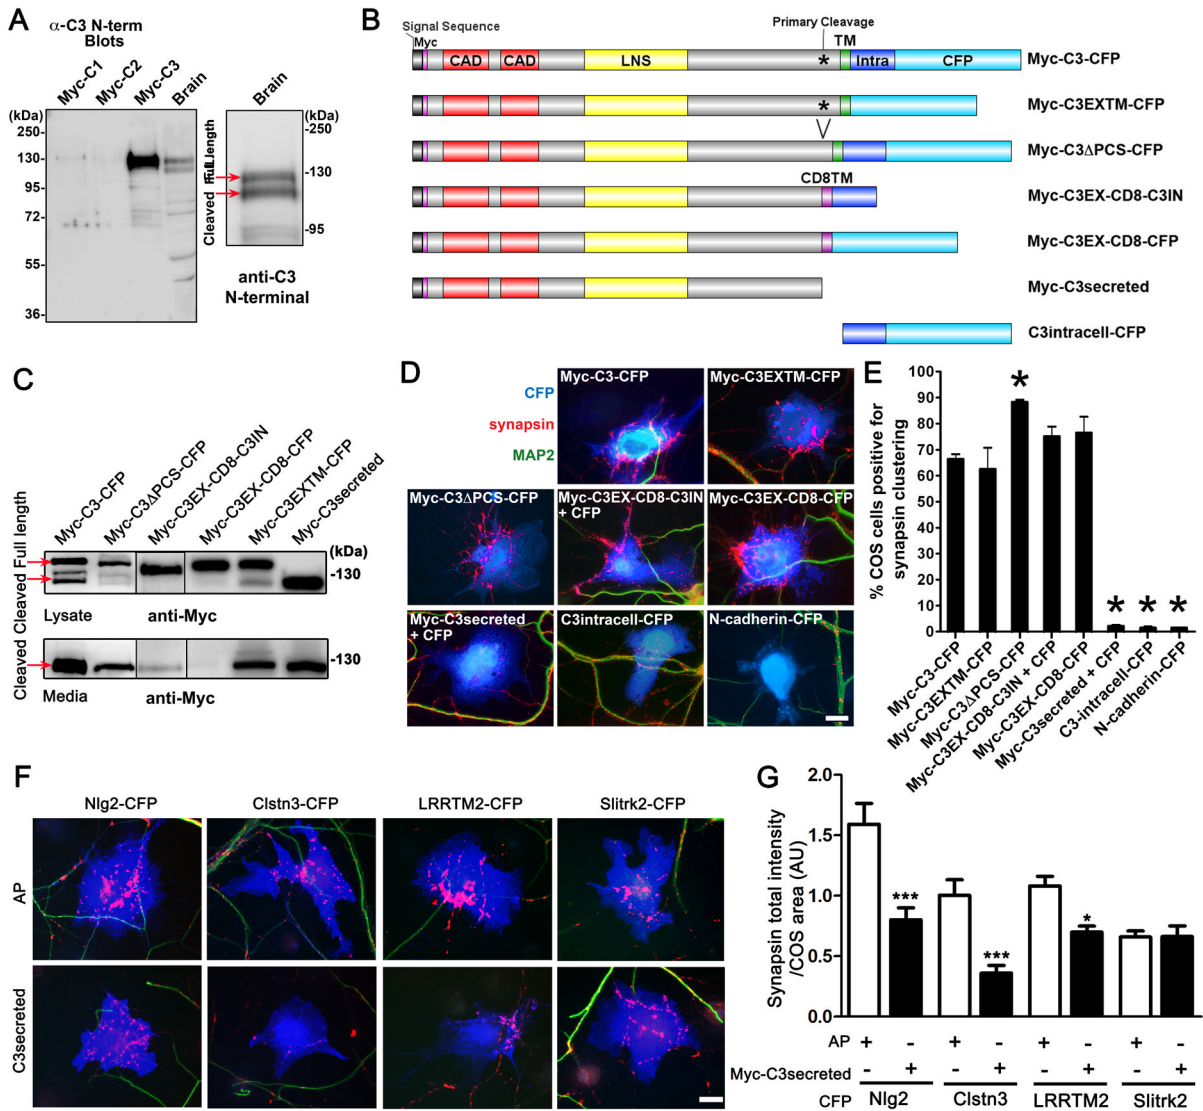 A
α-C3 N-term
Blots
Myc-C1
Myc-C2
Myc-C3
Brain
(kDa)
250-
130-
95-
72-
55-
36-
Full length
Cleaved
Brain
(kDa)
-250
-130
-95
anti-C3
N-terminal
B
Signal Sequence
Myc
Primary Cleavage
TM
CAD
CAD
LNS
*
Intra
CFP
Myc-C3-CFP
*
Myc-C3EXTM-CFP
Myc-C3ΔPCS-CFP
CD8TM
Myc-C3EX-CD8-C3IN
Myc-C3EX-CD8-CFP
Myc-C3secreted
C3intracell-CFP
C
Myc-C3-CFP
Myc-C3ΔPCS-CFP
Myc-C3EX-CD8-C3IN
Myc-C3EX-CD8-CFP
Myc-C3EXTM-CFP
Myc-C3secreted
Full length
Cleaved
(kDa)
-130
Lysate
anti-Myc
Cleaved
-130
Media
anti-Myc
D
CFP
synapsin
MAP2
Myc-C3-CFP
Myc-C3EXTM-CFP
Myc-C3ΔPCS-CFP
Myc-C3EX-CD8-C3IN
+ CFP
Myc-C3EX-CD8-CFP
Myc-C3secreted
+ CFP
C3intracell-CFP
N-cadherin-CFP
E
% COS cells positive for
synapsin clustering
100
90
80
70
60
50
40
30
20
10
0
*
*
*
*
Myc-C3-CFP
Myc-C3EXTM-CFP
Myc-C3ΔPCS-CFP
Myc-C3EX-CD8-C3IN + CFP
Myc-C3EX-CD8-CFP
Myc-C3secreted + CFP
C3-intracell-CFP
N-cadherin-CFP
F
Nlg2-CFP
Clstn3-CFP
LRRTM2-CFP
Slitrk2-CFP
AP
C3secreted
G
Synapsin total intensity
/COS area (AU)
2.0
1.5
1.0
0.5
0.0
***
***
*
AP + - + - + - + -
Myc-C3secreted - + - + - + - +
CFP Nlg2 Clstn3 LRRTM2 Slitrk2